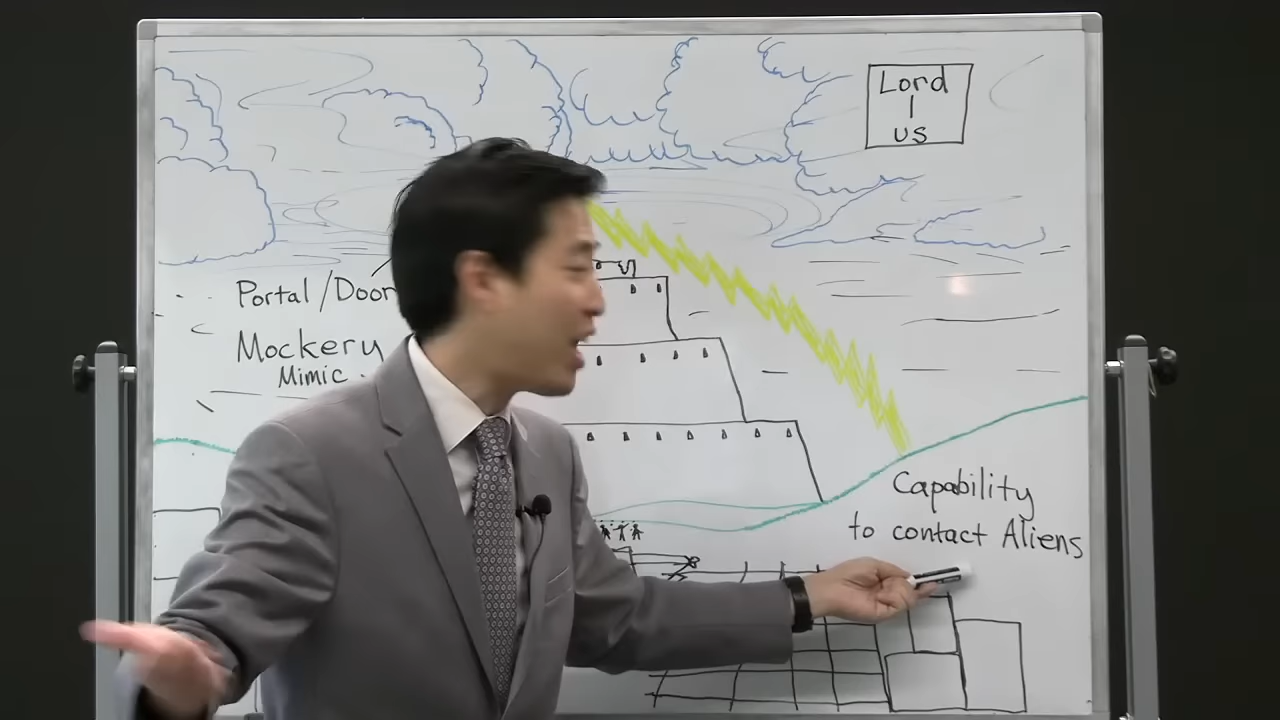 Lord
US
Portal/Door
Mockery
Mimic
Capability
to contact Aliens